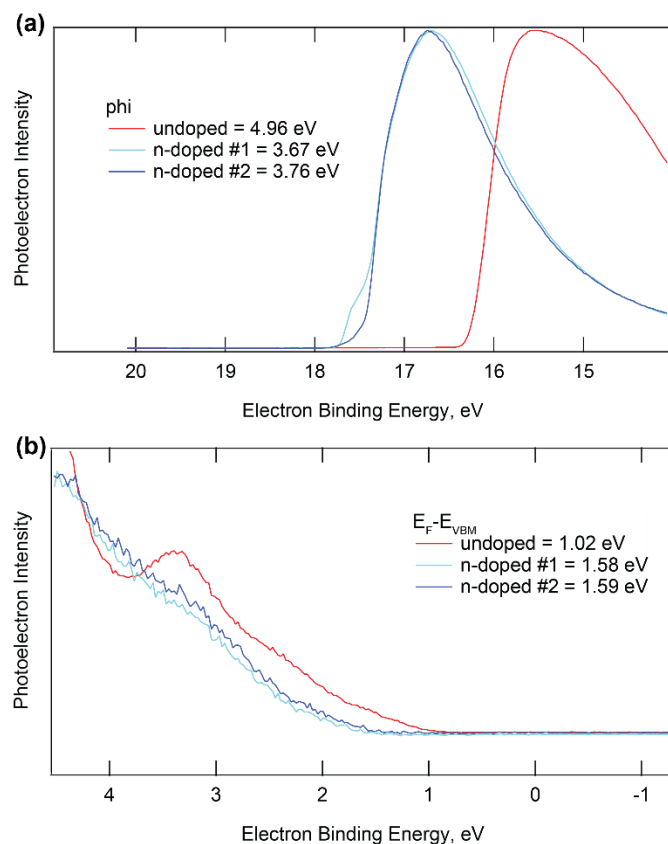 (a)
Photoelectron Intensity
phi
undoped = 4.96 eV
n-doped #1 = 3.67 eV
n-doped #2 = 3.76 eV
20 19 18 17 16 15
Electron Binding Energy, eV
(b)
Photoelectron Intensity
E_F-E_VBM
undoped = 1.02 eV
n-doped #1 = 1.58 eV
n-doped #2 = 1.59 eV
4 3 2 1 0 -1
Electron Binding Energy, eV